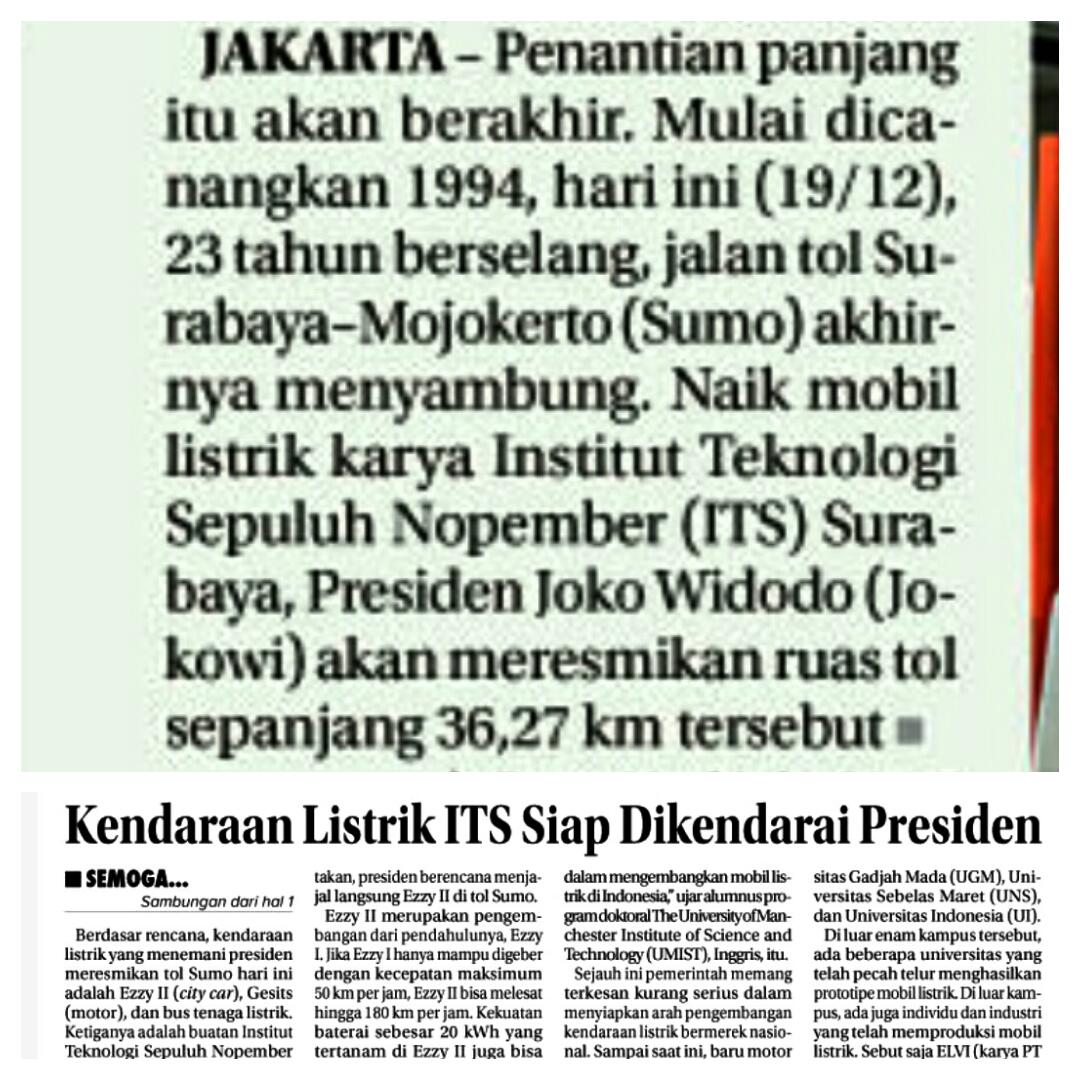 JAKARTA – Penantian panjang
itu akan berakhir. Mulai dica-
nangkan 1994, hari ini (19/12),
23 tahun berselang, jalan tol Su-
rabaya–Mojokerto (Sumo) akhir-
nya menyambung. Naik mobil
listrik karya Institut Teknologi
Sepuluh Nopember (ITS) Sura-
baya, Presiden Joko Widodo (Jo-
kowi) akan meresmikan ruas tol
sepanjang 36,27 km tersebut ■
Kendaraan Listrik ITS Siap Dikendarai Presiden
■ SEMOGA...
Sambungan dari hal 1
Berdasar rencana, kendaraan
listrik yang menemani presiden
meresmikan tol Sumo hari ini
adalah Ezzy II (city car), Gesits
(motor), dan bus tenaga listrik.
Ketiganya adalah buatan Institut
Teknologi Sepuluh Nopember
takan, presiden berencana menja-
jal langsung Ezzy II di tol Sumo.
Ezzy II merupakan pengem-
bangan dari pendahulunya, Ezzy
I. Jika Ezzy I hanya mampu digeber
dengan kecepatan maksimum
50 km per jam, Ezzy II bisa melesat
hingga 180 km per jam. Kekuatan
baterai sebesar 20 kWh yang
tertanam di Ezzy II juga bisa
dalam mengembangkan mobil lis-
trik di Indonesia," ujar alumnus pro-
gram doktoral The University of Man-
chester Institute of Science and
Technology (UMIST), Inggris, itu.
Sejauh ini pemerintah memang
terkesan kurang serius dalam
menyiapkan arah pengembangan
kendaraan listrik bermerek nasio-
nal. Sampai saat ini, baru motor
sitas Gadjah Mada (UGM), Uni-
versitas Sebelas Maret (UNS),
dan Universitas Indonesia (UI).
Di luar enam kampus tersebut,
ada beberapa universitas yang
telah pecah telur menghasilkan
prototipe mobil listrik. Di luar kam-
pus, ada juga individu dan industri
yang telah memproduksi mobil
listrik. Sebut saja ELVI (karya PT